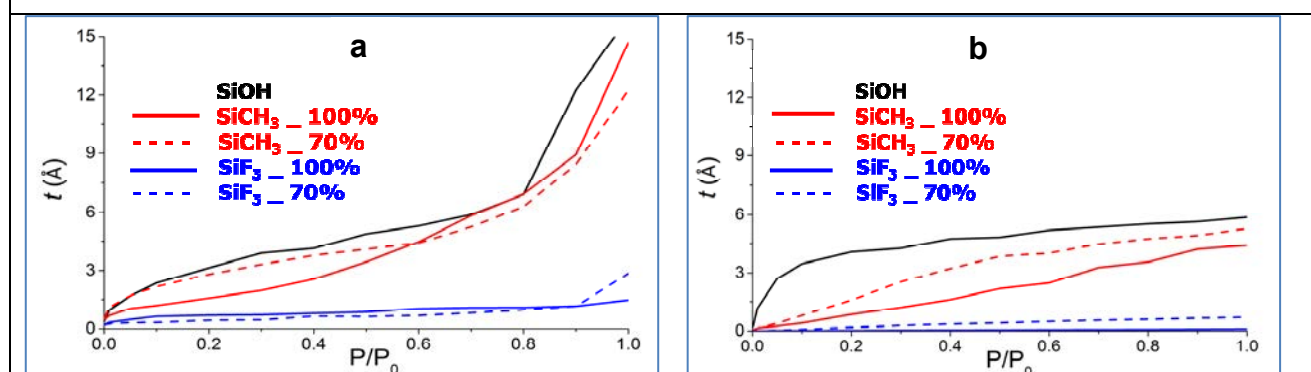 a
15
12
9
6
3
0
t (Å)
SiOH
SiCH₃ _ 100%
SiCH₃ _ 70%
SiF₃ _ 100%
SiF₃ _ 70%
0.0 0.2 0.4 0.6 0.8 1.0
P/P₀
b
15
12
9
6
3
0
t (Å)
SiOH
SiCH₃ _ 100%
SiCH₃ _ 70%
SiF₃ _ 100%
SiF₃ _ 70%
0.0 0.2 0.4 0.6 0.8 1.0
P/P₀